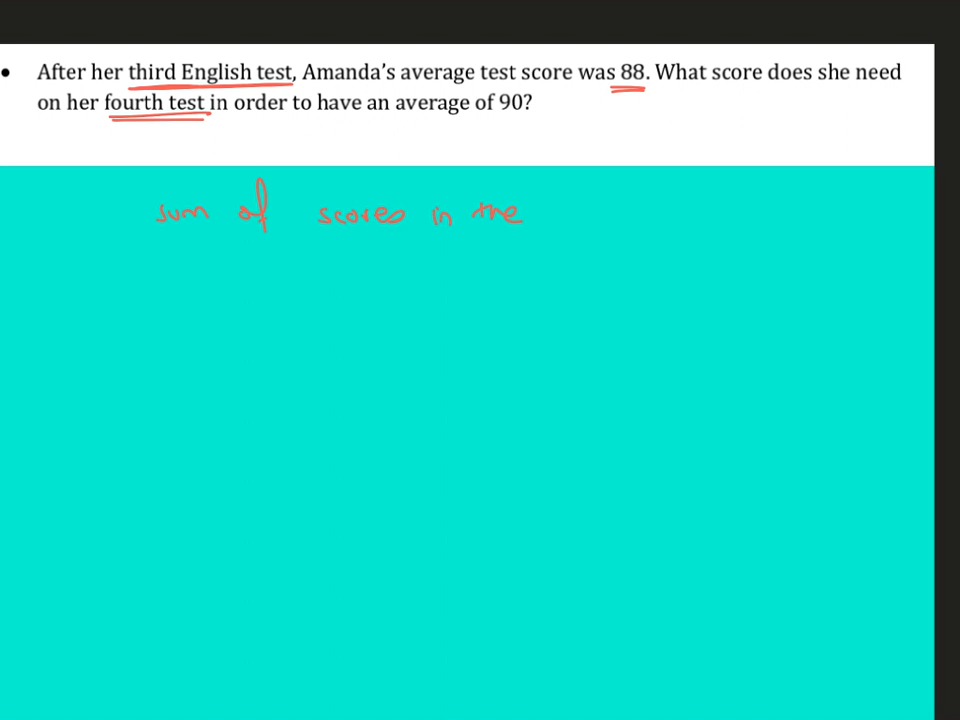 • After her third English test, Amanda's average test score was 88. What score does she need
on her fourth test in order to have an average of 90?
sum of scores in the